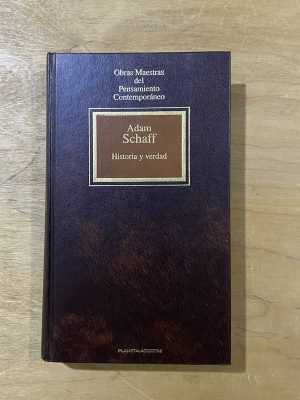 Obras Maestras
del
Pensamiento
Contemporáneo
Adam
Schaff
Historia y verdad
PLANETA-AGOSTINI